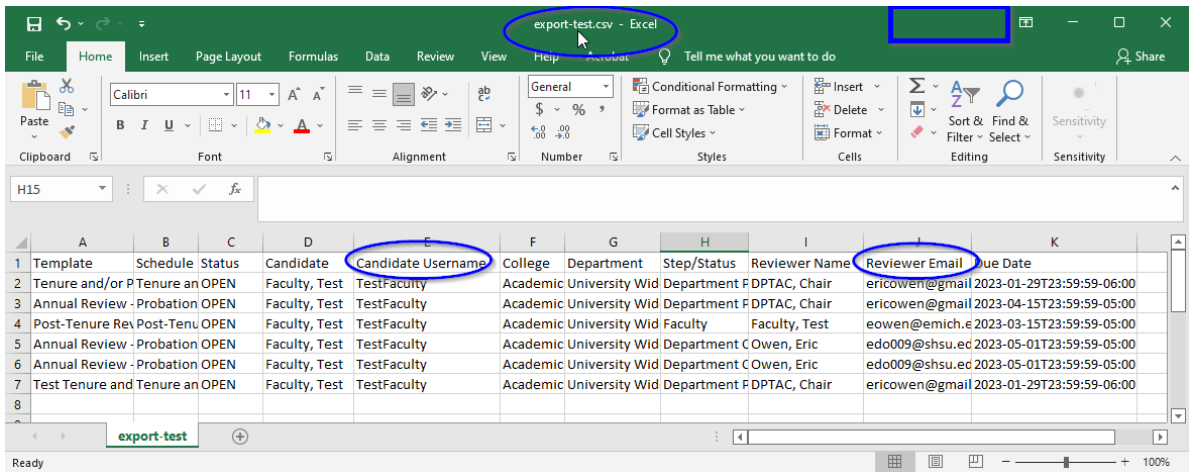 export-test.csv - Excel
File Home Insert Page Layout Formulas Data Review View Help Acrobat Tell me what you want to do Share
Calibri 11 A^ A˅ ab c General Conditional Formatting Insert Σ
Paste B I U A $ % , Format as Table Delete Sort & Find &
Cell Styles Format Filter Select Sensitivity
Clipboard Font Alignment Number Styles Cells Editing Sensitivity
H15 fx
A B C D E F G H I J K
1 Template Schedule Status Candidate Candidate Username College Department Step/Status Reviewer Name Reviewer Email Due Date
2 Tenure and/or P Tenure an OPEN Faculty, Test TestFaculty Academic University Wid Department P DPTAC, Chair ericowen@gmail 2023-01-29T23:59:59-06:00
3 Annual Review - Probation OPEN Faculty, Test TestFaculty Academic University Wid Department P DPTAC, Chair ericowen@gmail 2023-04-15T23:59:59-05:00
4 Post-Tenure Rev Post-Tenu OPEN Faculty, Test TestFaculty Academic University Wid Faculty Faculty, Test eowen@emich.e 2023-03-15T23:59:59-05:00
5 Annual Review - Probation OPEN Faculty, Test TestFaculty Academic University Wid Department C Owen, Eric edo009@shsu.ed 2023-05-01T23:59:59-05:00
6 Annual Review - Probation OPEN Faculty, Test TestFaculty Academic University Wid Department C Owen, Eric edo009@shsu.ed 2023-05-01T23:59:59-05:00
7 Test Tenure and Tenure an OPEN Faculty, Test TestFaculty Academic University Wid Department P DPTAC, Chair ericowen@gmail 2023-01-29T23:59:59-06:00
8
export-test
Ready 100%